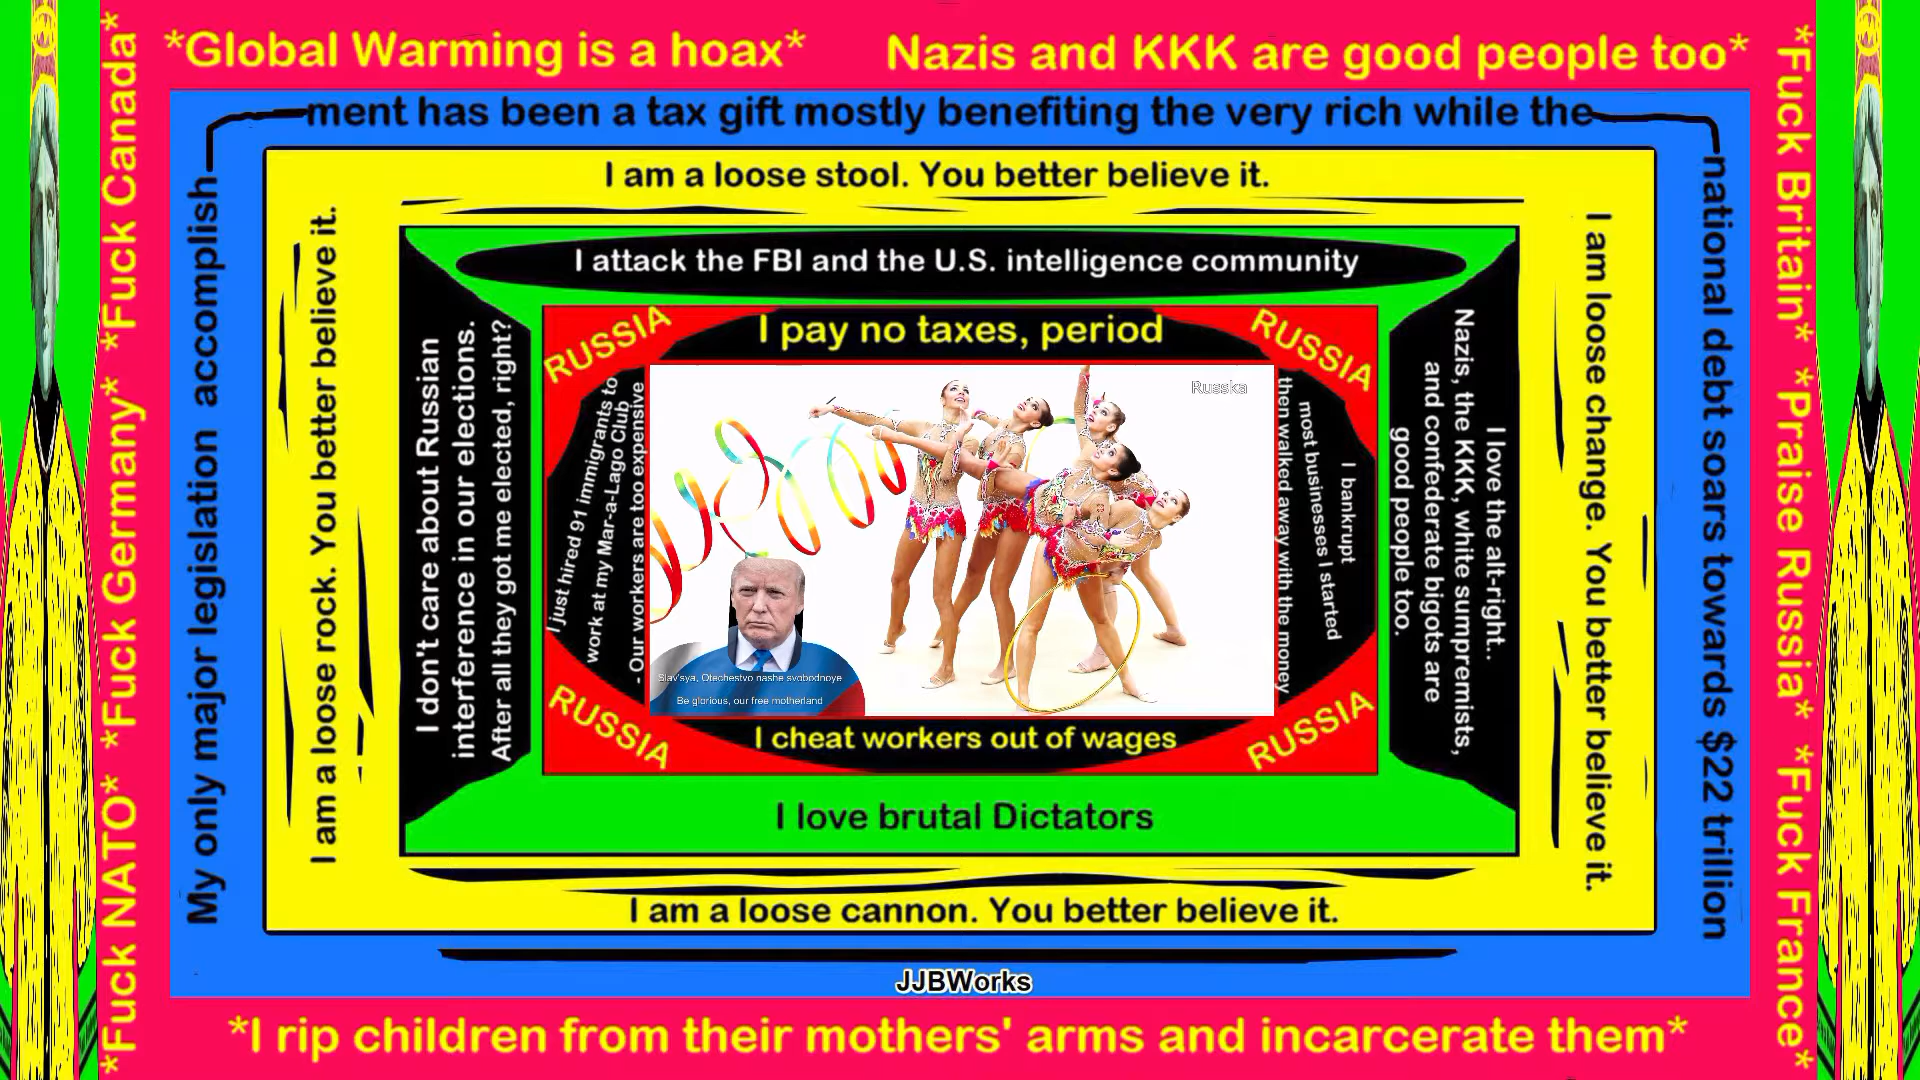 *Global Warming is a hoax*
Nazis and KKK are good people too*
*Fuck NATO* *Fuck Germany* *Fuck Canada*
*Fuck Britain* *Praise Russia* *Fuck France*
My only major legislation accomplish
ment has been a tax gift mostly benefiting the very rich while the
national debt soars towards $22 trillion
I am a loose stool. You better believe it.
I am a loose rock. You better believe it.
I am loose change. You better believe it.
I attack the FBI and the U.S. intelligence community
I don't care about Russian
interference in our elections.
After all they got me elected, right?
I love the alt-right..
Nazis, the KKK, white sumpremists,
and confederate bigots are
good people too.
RUSSIA
I pay no taxes, period
RUSSIA
I just hired 91 immigrants to
work at my Mar-a-Lago Club
- Our workers are too expensive
I bankrupt
most businesses I started
then walked away with the money
Russka
Slav'sya, Otechestvo nashe svobodnoye
Be glorious, our free motherland
RUSSIA
I cheat workers out of wages
RUSSIA
I love brutal Dictators
I am a loose cannon. You better believe it.
JJBWorks
*I rip children from their mothers' arms and incarcerate them*